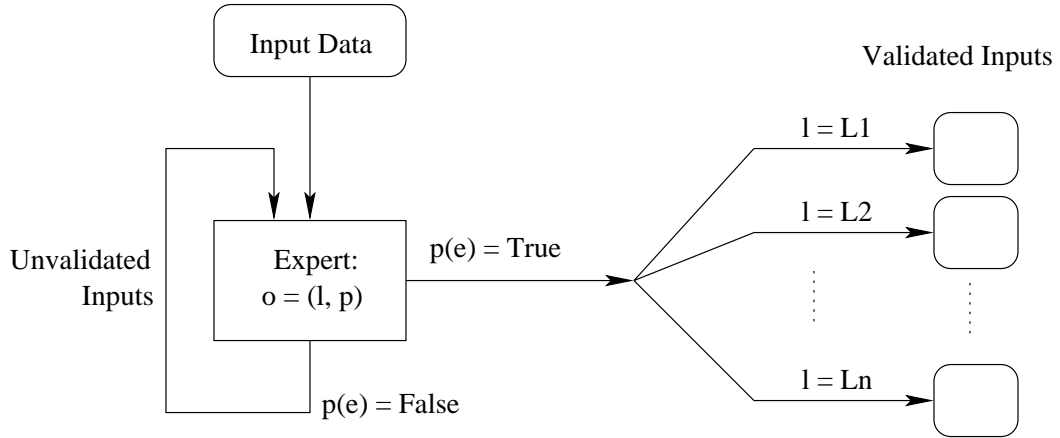 Input Data
Validated Inputs
l = L1
l = L2
Unvalidated
Inputs
Expert:
o = (l, p)
p(e) = True
l = Ln
p(e) = False